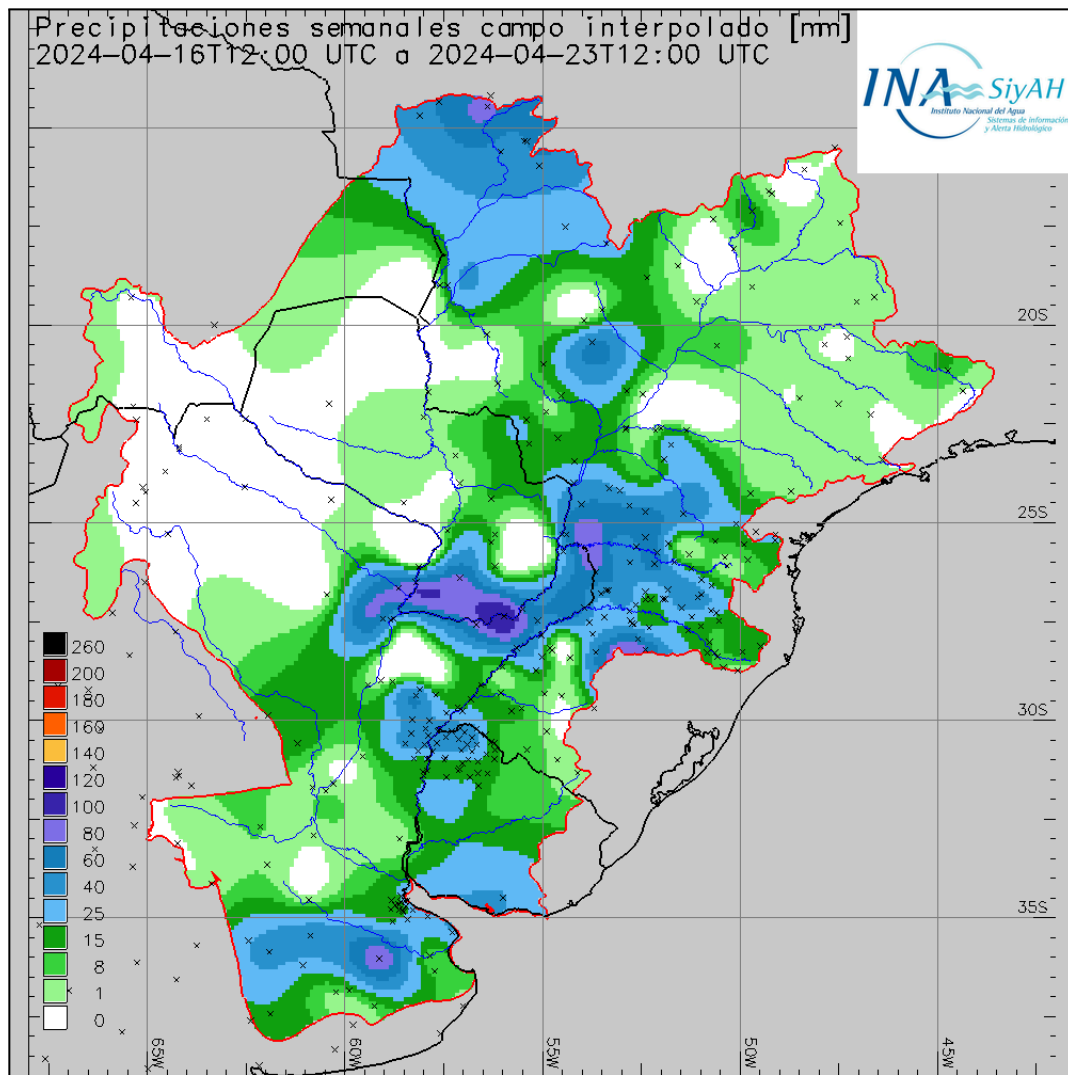 Precipitaciones semanales campo interpolado [mm]
2024-04-16T12:00 UTC a 2024-04-23T12:00 UTC
INA SiyAH
Instituto Nacional del Agua
Sistemas de información
y Alerta Hidrológico
20S
25S
30S
35S
260
200
180
160
140
120
100
80
60
40
25
15
8
1
0
65W
60W
55W
50W
45W